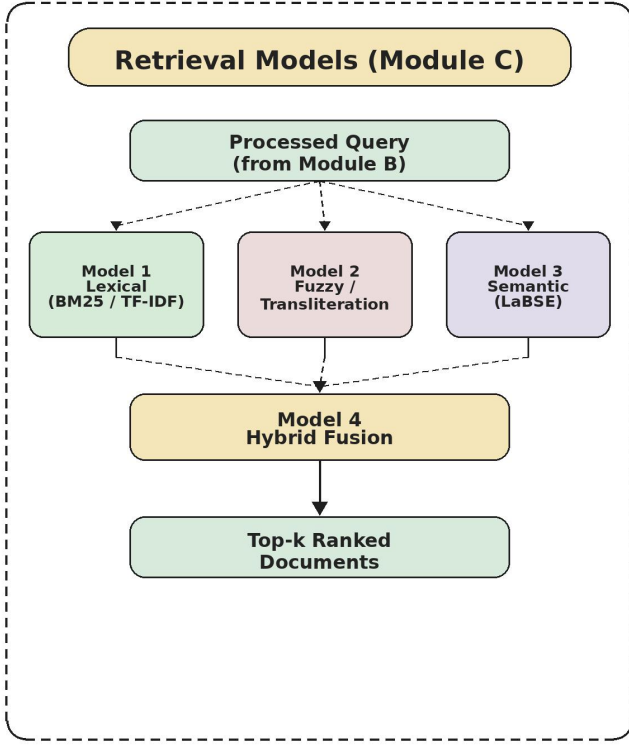 Retrieval Models (Module C)
Processed Query
(from Module B)
Model 1
Lexical
(BM25 / TF-IDF)
Model 2
Fuzzy /
Transliteration
Model 3
Semantic
(LaBSE)
Model 4
Hybrid Fusion
Top-k Ranked
Documents